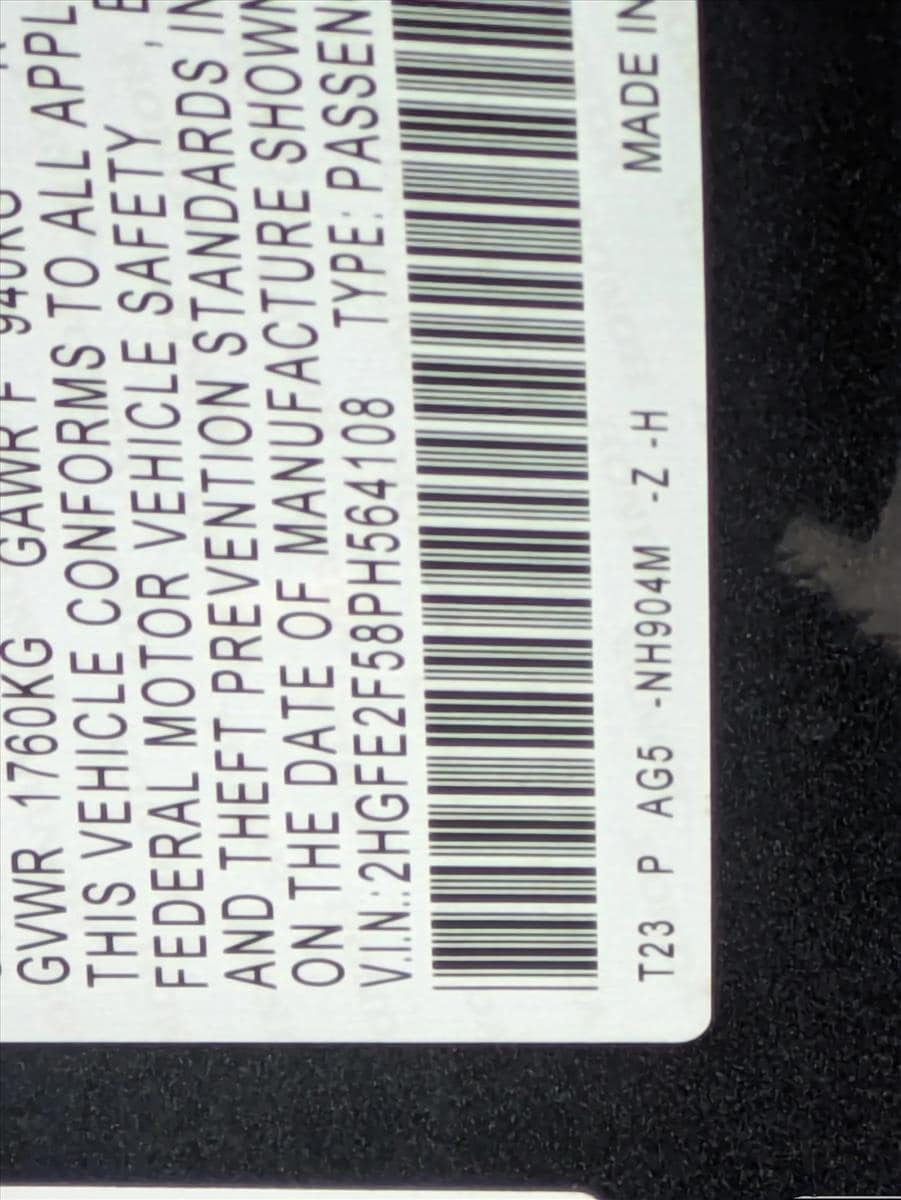 GVWR 1760KG GAWR F 940KG
THIS VEHICLE CONFORMS TO ALL APPL
FEDERAL MOTOR VEHICLE SAFETY
AND THEFT PREVENTION STANDARDS IN
ON THE DATE OF MANUFACTURE SHOWN
V.I.N.:2HGFE2F58PH564108 TYPE: PASSEN
T23 P AG5 -NH904M -Z -H MADE IN